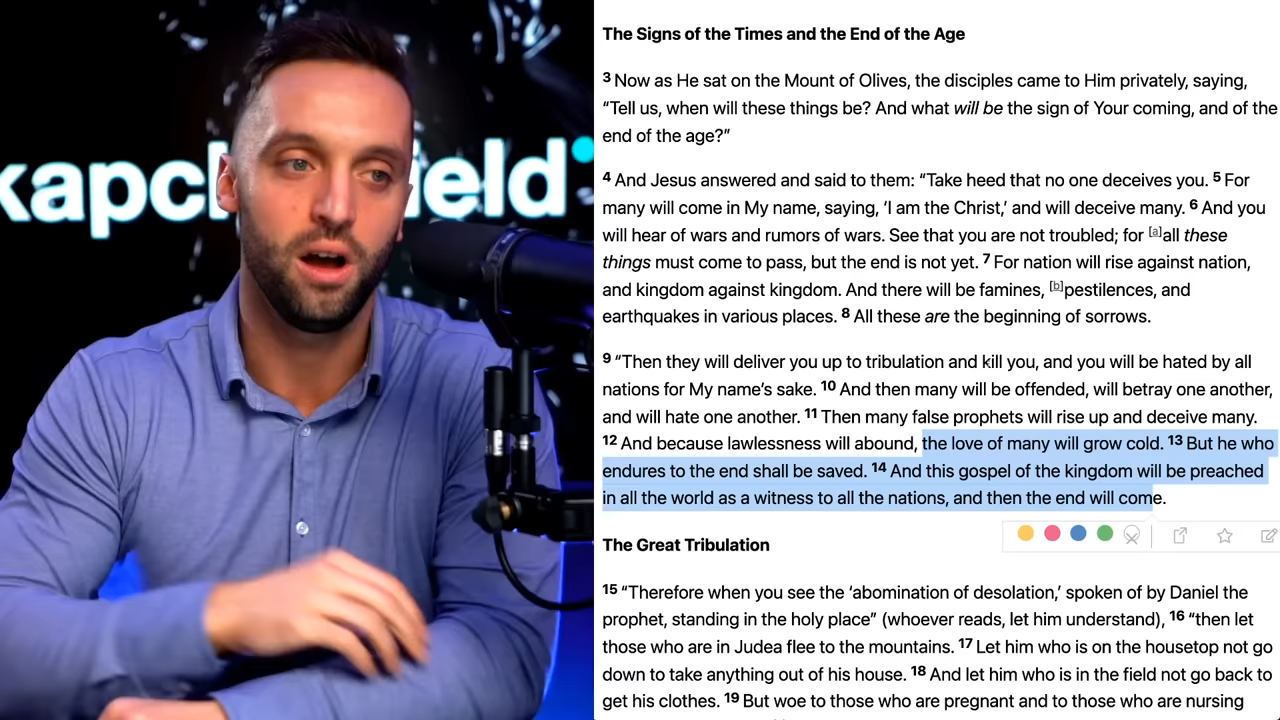 kapch ield
The Signs of the Times and the End of the Age
3 Now as He sat on the Mount of Olives, the disciples came to Him privately, saying,
“Tell us, when will these things be? And what will be the sign of Your coming, and of the
end of the age?”
4 And Jesus answered and said to them: “Take heed that no one deceives you. 5 For
many will come in My name, saying, ‘I am the Christ,’ and will deceive many. 6 And you
will hear of wars and rumors of wars. See that you are not troubled; for [a]all these
things must come to pass, but the end is not yet. 7 For nation will rise against nation,
and kingdom against kingdom. And there will be famines, [b]pestilences, and
earthquakes in various places. 8 All these are the beginning of sorrows.
9 “Then they will deliver you up to tribulation and kill you, and you will be hated by all
nations for My name’s sake. 10 And then many will be offended, will betray one another,
and will hate one another. 11 Then many false prophets will rise up and deceive many.
12 And because lawlessness will abound, the love of many will grow cold. 13 But he who
endures to the end shall be saved. 14 And this gospel of the kingdom will be preached
in all the world as a witness to all the nations, and then the end will come.
The Great Tribulation
15 “Therefore when you see the ‘abomination of desolation,’ spoken of by Daniel the
prophet, standing in the holy place” (whoever reads, let him understand), 16 “then let
those who are in Judea flee to the mountains. 17 Let him who is on the housetop not go
down to take anything out of his house. 18 And let him who is in the field not go back to
get his clothes. 19 But woe to those who are pregnant and to those who are nursing